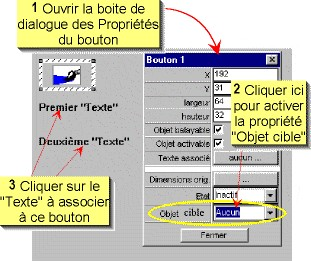 1 Ouvrir la boite de
dialogue des Propriétés
du bouton
Premier "Texte"
Deuxième "Texte"
3 Cliquer sur le
"Texte" à associer
à ce bouton
Bouton 1
X 192
Y 31
largeur 64
hauteur 32
Objet balayable
Objet activable
Texte associé aucun ...
Dimensions orig. ...
Etat Inactif
Objet cible Aucun
Fermer
2 Cliquer ici
pour activer
la propriété
"Objet cible"